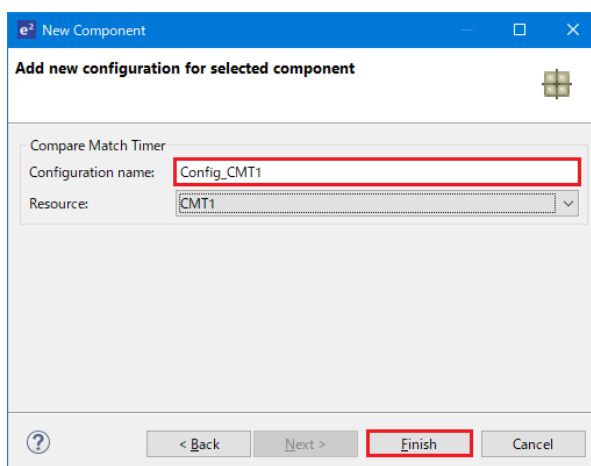 e² New Component
Add new configuration for selected component
Compare Match Timer
Configuration name: Config_CMT1
Resource: CMT1
? < Back Next > Finish Cancel